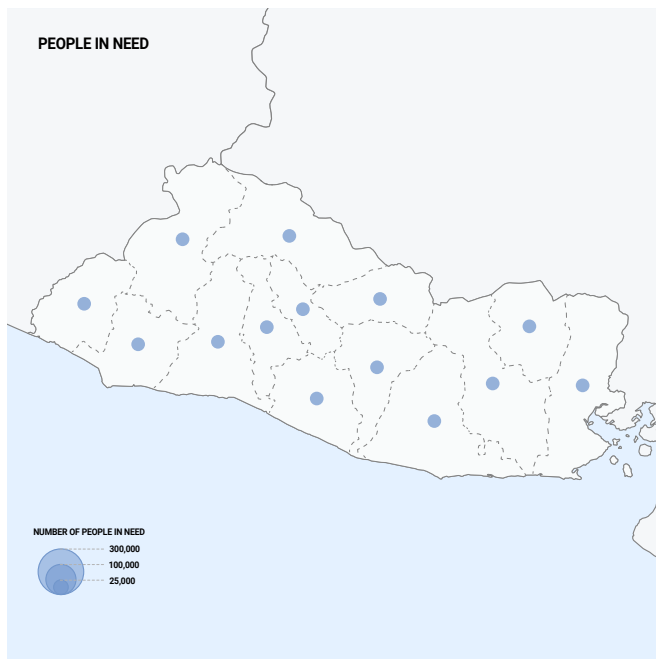 PEOPLE IN NEED
NUMBER OF PEOPLE IN NEED
300,000
100,000
25,000